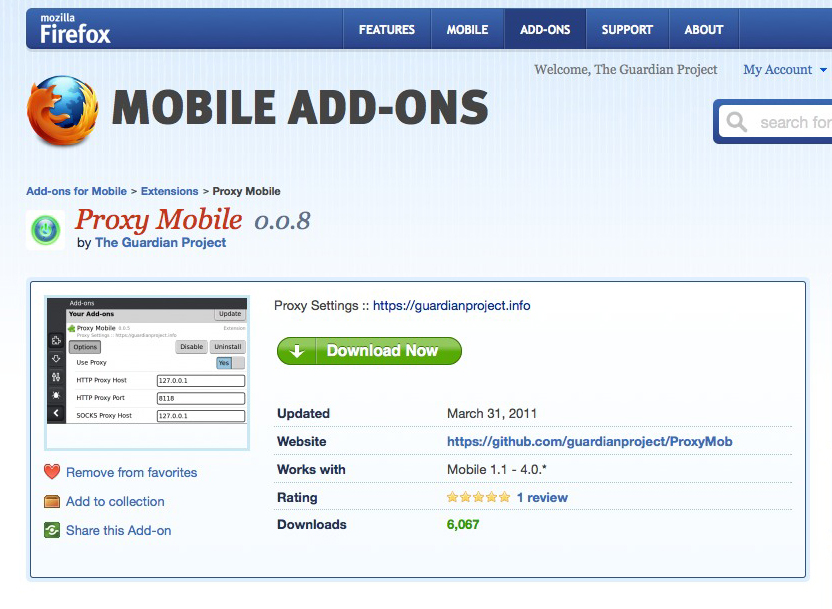 mozilla
Firefox
FEATURES
MOBILE
ADD-ONS
SUPPORT
ABOUT
Welcome, The Guardian Project
My Account
MOBILE ADD-ONS
search for
Add-ons for Mobile > Extensions > Proxy Mobile
Proxy Mobile 0.0.8
by The Guardian Project
Add-ons
Your Add-ons
Update
Proxy Mobile 0.0.5
Extension
Proxy Settings :: https://guardianproject.info
Options
Disable
Uninstall
Use Proxy
Yes
HTTP Proxy Host
127.0.0.1
HTTP Proxy Port
8118
SOCKS Proxy Host
127.0.0.1
Remove from favorites
Add to collection
Share this Add-on
Proxy Settings :: https://guardianproject.info
Download Now
Updated March 31, 2011
Website https://github.com/guardianproject/ProxyMob
Works with Mobile 1.1 - 4.0.*
Rating 1 review
Downloads 6,067